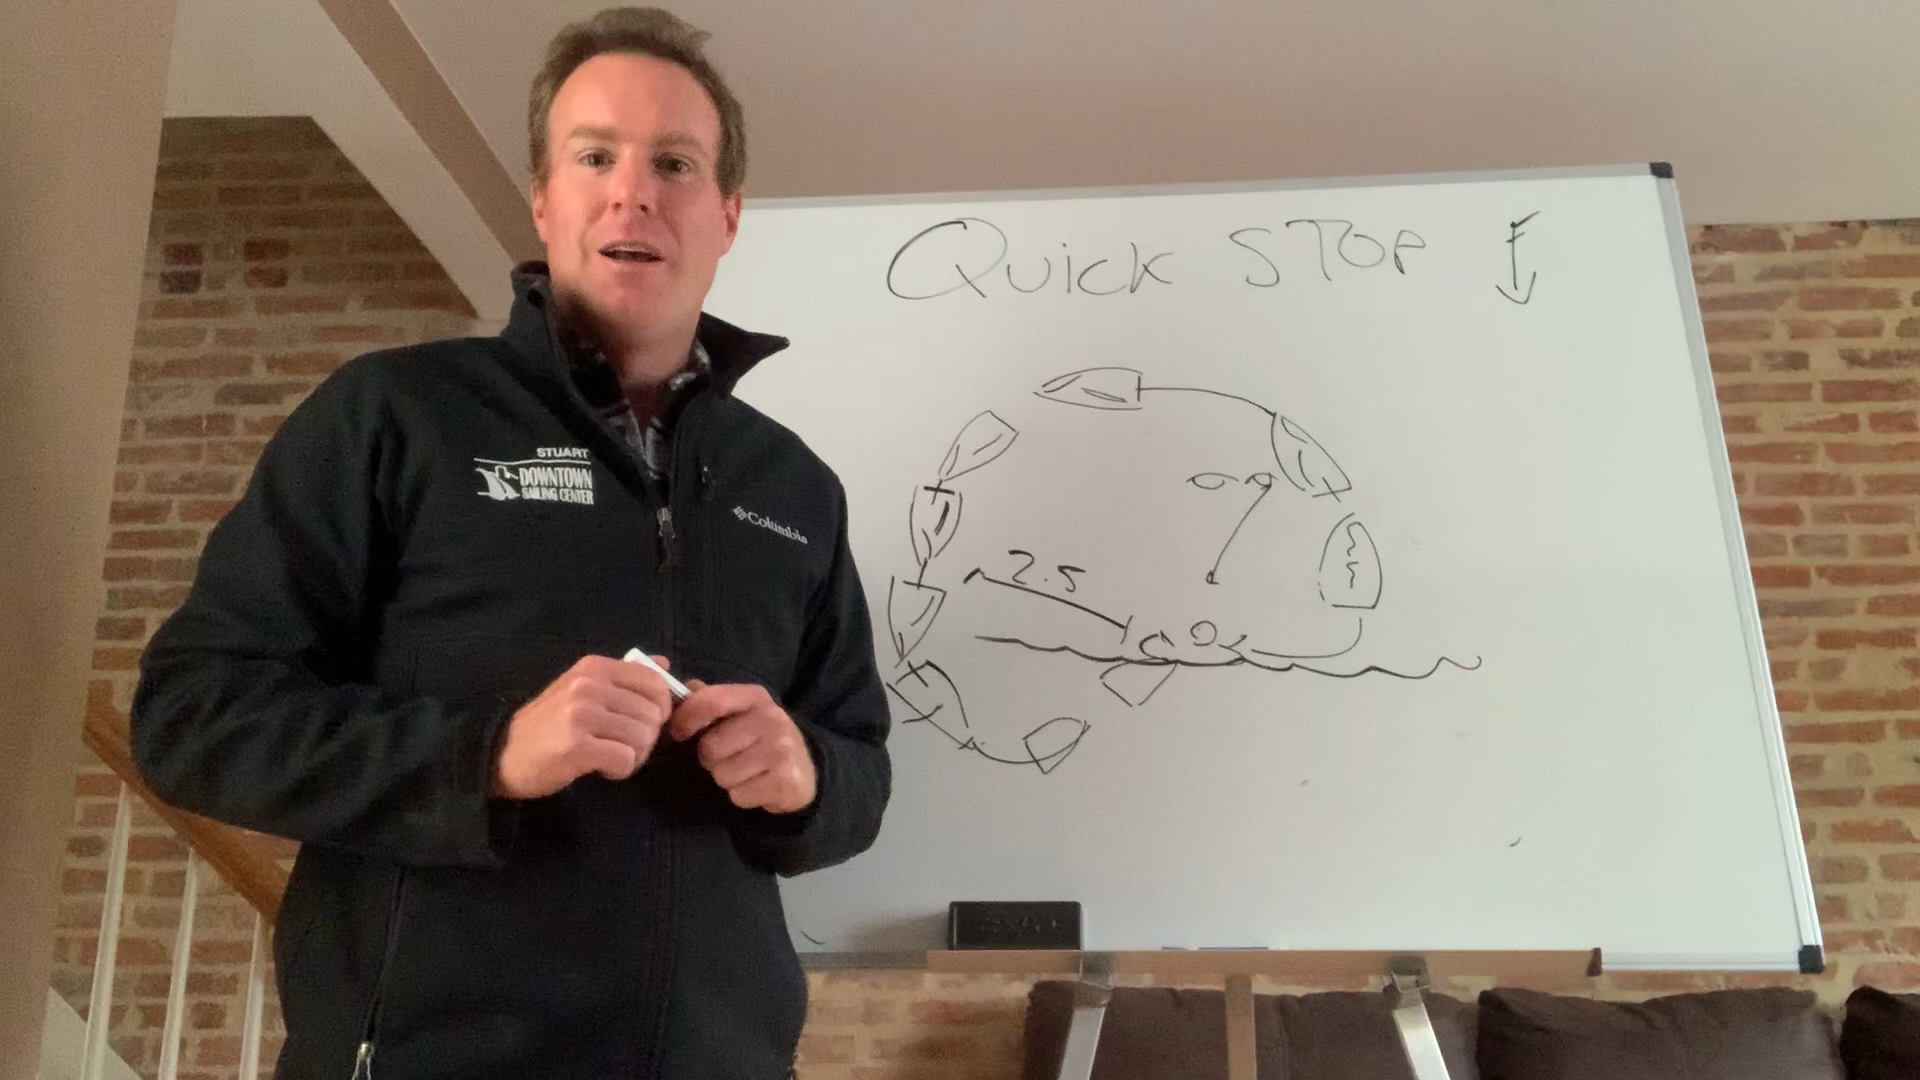 Quick STOP
STUART
DOWNTOWN
SAILING CENTER
Columbia
2.5